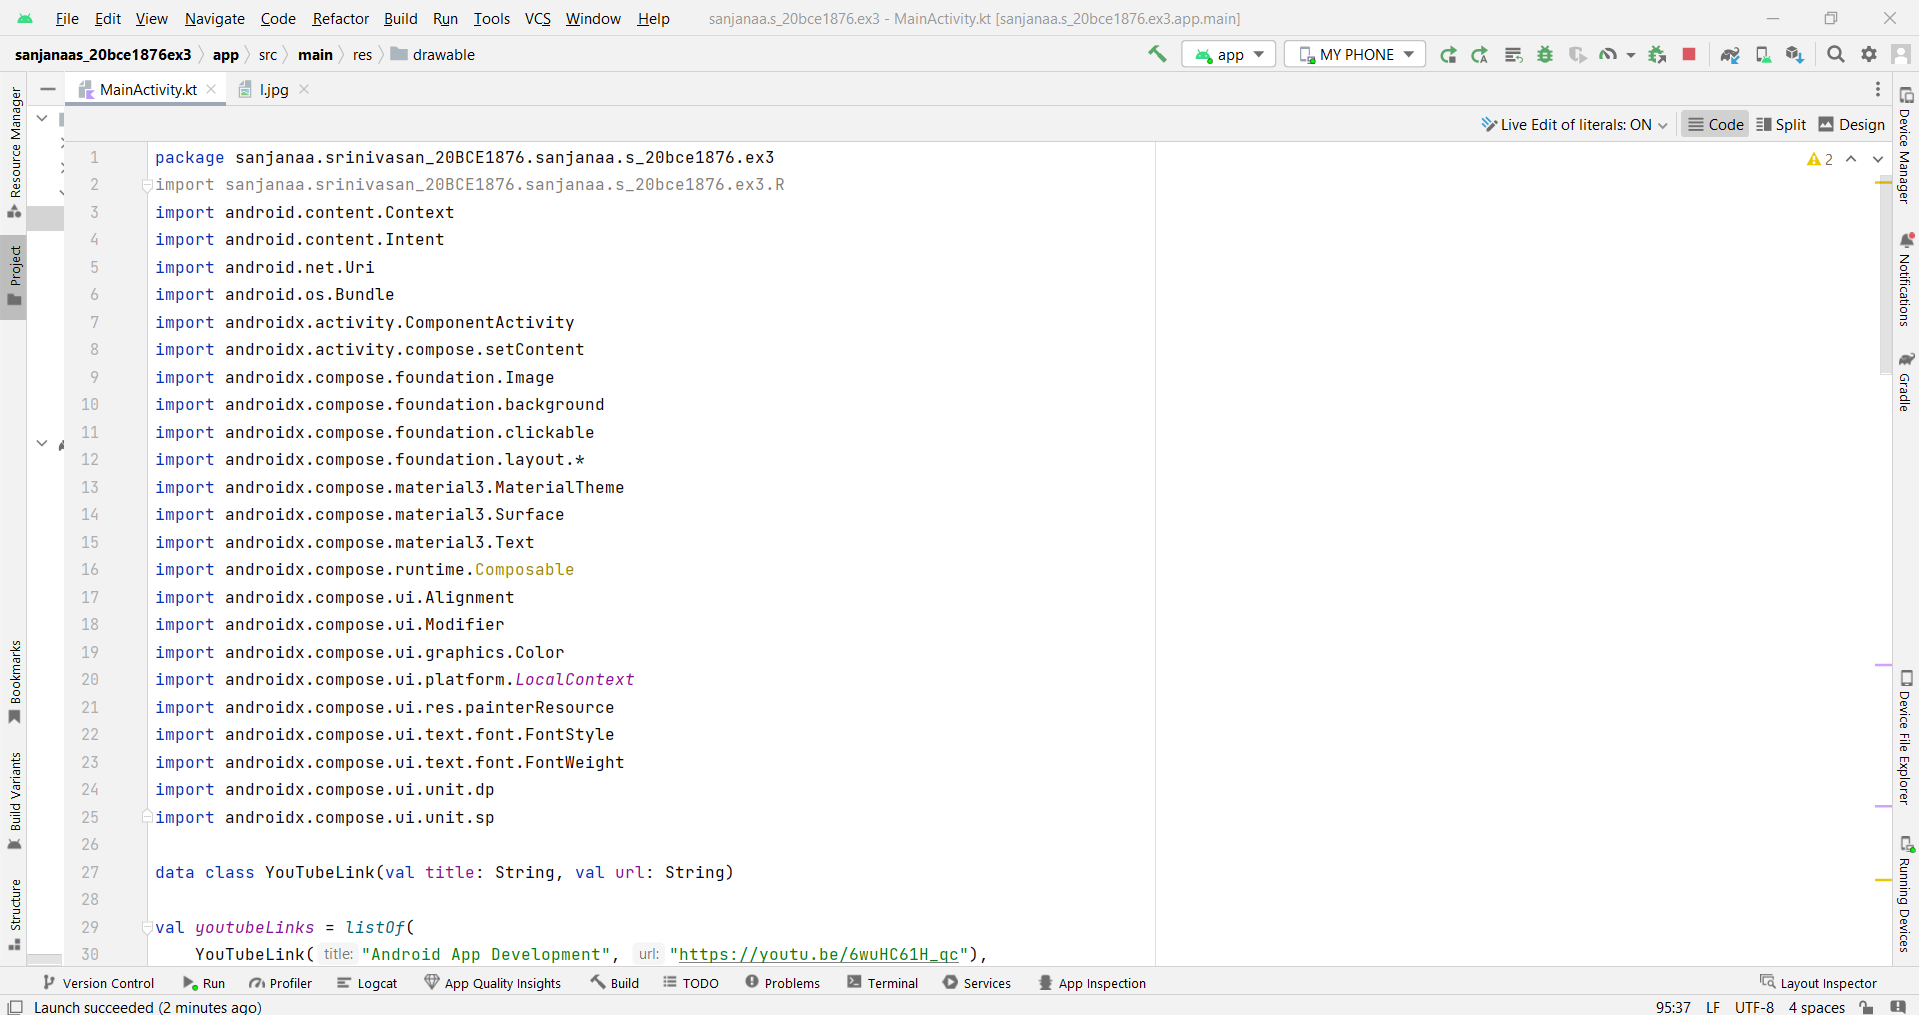 File Edit View Navigate Code Refactor Build Run Tools VCS Window Help sanjanaa.s_20bce1876.ex3 - MainActivity.kt [sanjanaa.s_20bce1876.ex3.app.main]
sanjanaas_20bce1876ex3 app src main res drawable app MY PHONE
MainActivity.kt l.jpg
Live Edit of literals: ON Code Split Design
2
Resource Manager
Project
Bookmarks
Build Variants
Structure
1 package sanjanaa.srinivasan_20BCE1876.sanjanaa.s_20bce1876.ex3
2 import sanjanaa.srinivasan_20BCE1876.sanjanaa.s_20bce1876.ex3.R
3 import android.content.Context
4 import android.content.Intent
5 import android.net.Uri
6 import android.os.Bundle
7 import androidx.activity.ComponentActivity
8 import androidx.activity.compose.setContent
9 import androidx.compose.foundation.Image
10 import androidx.compose.foundation.background
11 import androidx.compose.foundation.clickable
12 import androidx.compose.foundation.layout.*
13 import androidx.compose.material3.MaterialTheme
14 import androidx.compose.material3.Surface
15 import androidx.compose.material3.Text
16 import androidx.compose.runtime.Composable
17 import androidx.compose.ui.Alignment
18 import androidx.compose.ui.Modifier
19 import androidx.compose.ui.graphics.Color
20 import androidx.compose.ui.platform.LocalContext
21 import androidx.compose.ui.res.painterResource
22 import androidx.compose.ui.text.font.FontStyle
23 import androidx.compose.ui.text.font.FontWeight
24 import androidx.compose.ui.unit.dp
25 import androidx.compose.ui.unit.sp
26
27 data class YouTubeLink(val title: String, val url: String)
28
29 val youtubeLinks = listOf(
30 YouTubeLink( title: "Android App Development", url: "https://youtu.be/6wuHC61H_qc"),
Device Manager
Notifications
Gradle
Device File Explorer
Running Devices
Version Control Run Profiler Logcat App Quality Insights Build TODO Problems Terminal Services App Inspection Layout Inspector
Launch succeeded (2 minutes ago) 95:37 LF UTF-8 4 spaces